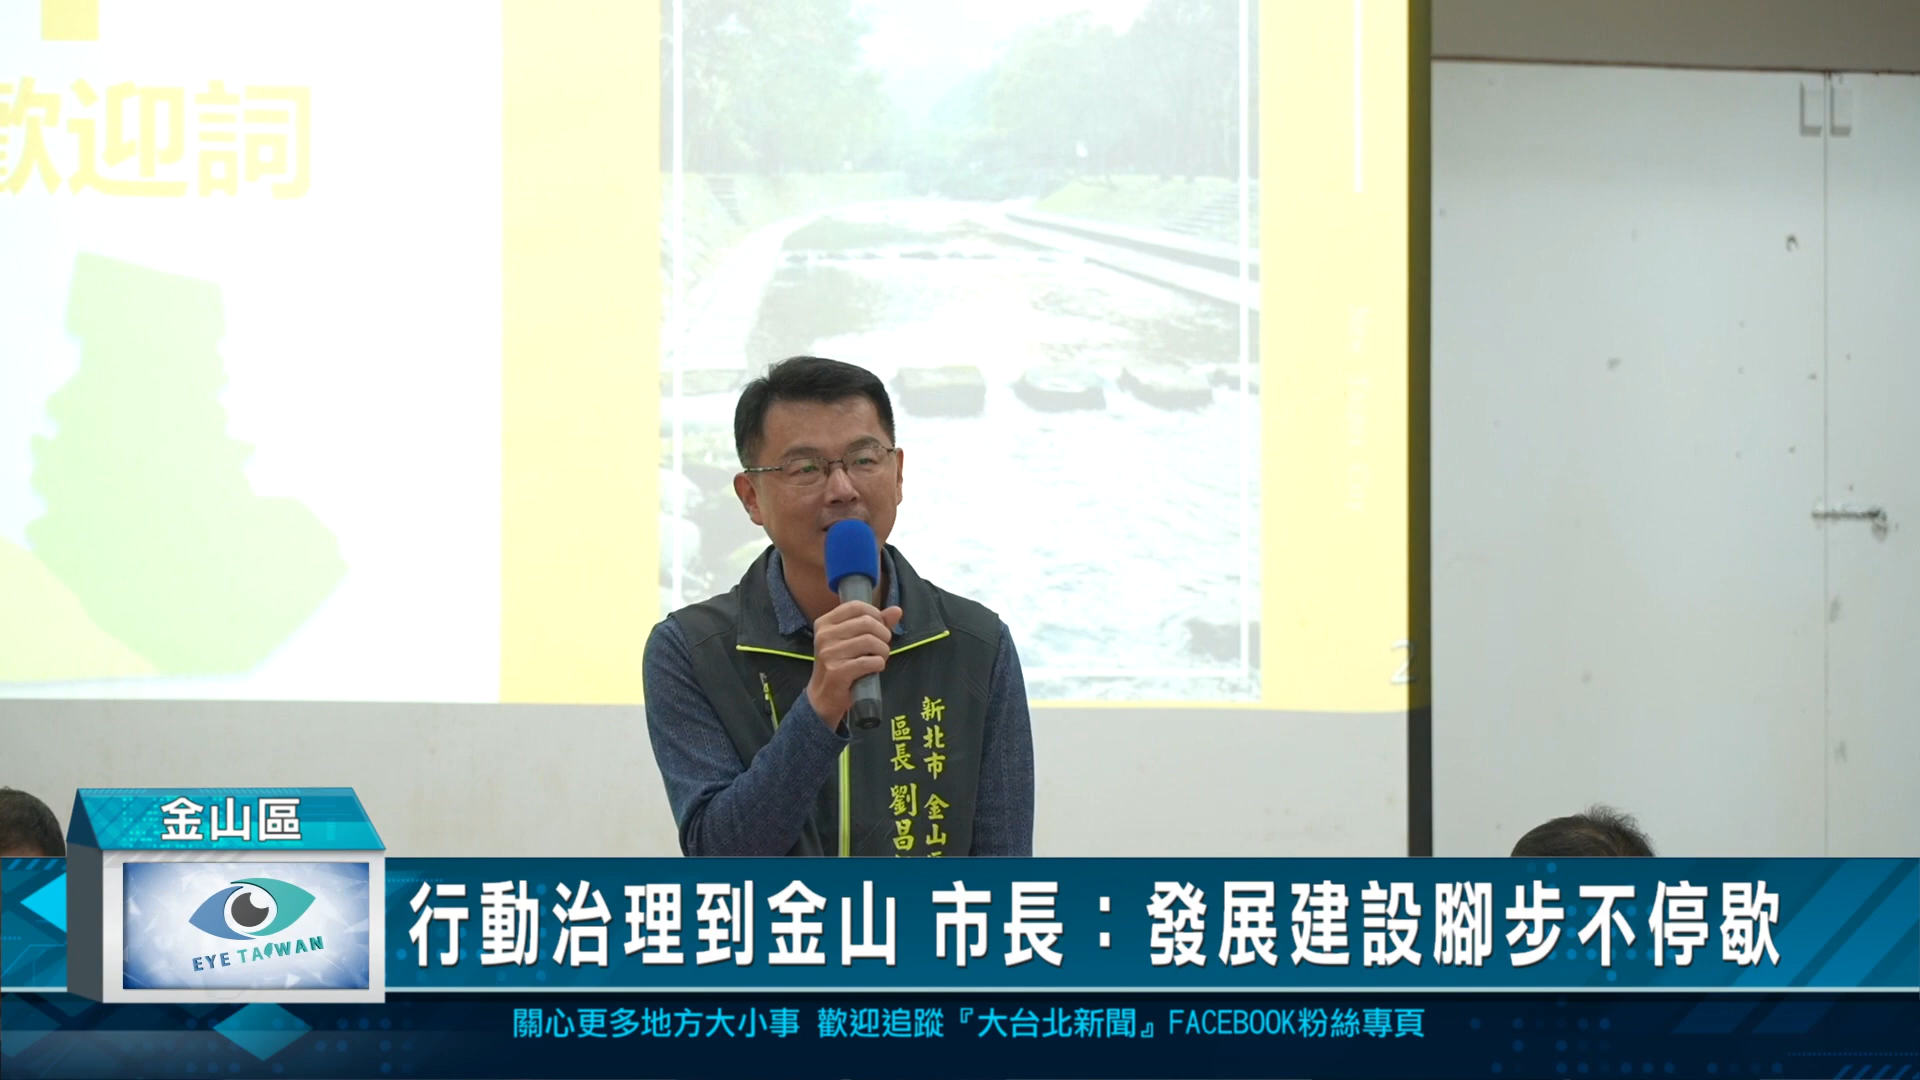 歡迎詞
2
新北市 金山
區長 劉昌
金山區
EYE TAIWAN
行動治理到金山 市長：發展建設腳步不停歇
關心更多地方大小事 歡迎追蹤『大台北新聞』FACEBOOK粉絲專頁